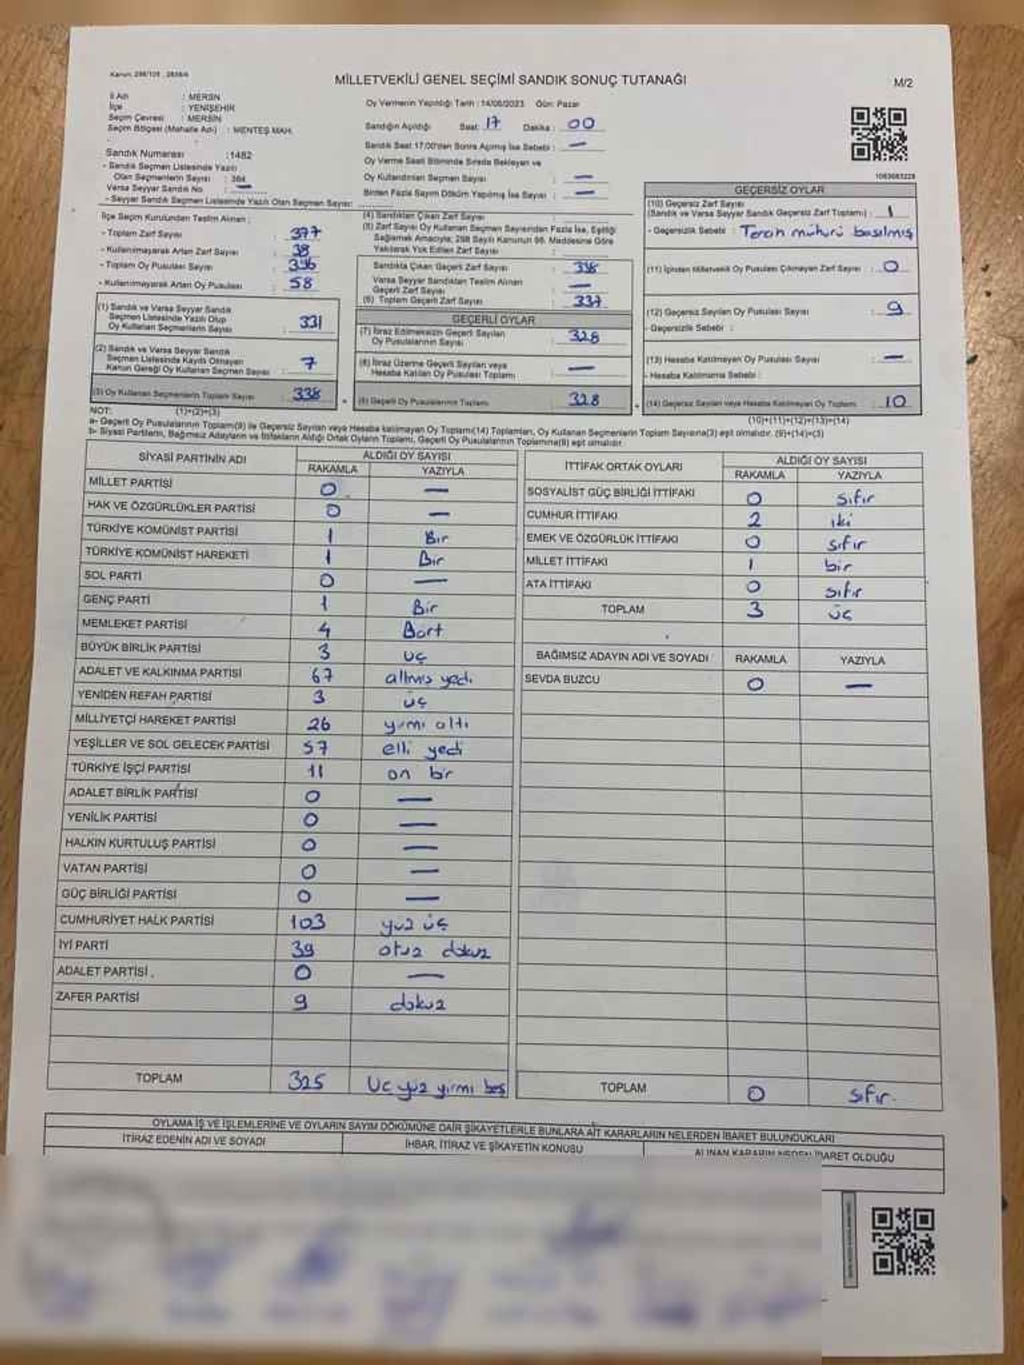 Kanun: 298/105 , 2839/4
MİLLETVEKİLİ GENEL SEÇİMİ SANDIK SONUÇ TUTANAĞI
M/2
İl Adı : MERSİN
İlçe : YENİŞEHİR
Seçim Çevresi : MERSİN
Seçim Bölgesi (Mahalle Adı) : MENTEŞ MAH.
Sandık Numarası :1482
- Sandık Seçmen Listesinde Yazılı
Olan Seçmenlerin Sayısı : 364
Varsa Seyyar Sandık No : —
- Seyyar Sandık Seçmen Listesinde Yazılı Olan Seçmen Sayısı:
Oy Vermenin Yapıldığı Tarih : 14/05/2023 Gün: Pazar
Sandığın Açıldığı Saat: 17 Dakika : 00
Sandık Saat 17:00'den Sonra Açılmış İse Sebebi : —
Oy Verme Saati Bitiminde Sırada Bekleyen ve
Oy Kullandırılan Seçmen Sayısı : —
Birden Fazla Sayım Döküm Yapılmış İse Sayısı : —
1063683228
İlçe Seçim Kurulundan Teslim Alınan ;
- Toplam Zarf Sayısı : 377
- Kullanılmayarak Artan Zarf Sayısı : 38
- Toplam Oy Pusulası Sayısı : 396
- Kullanılmayarak Artan Oy Pusulası : 58
(1) Sandık ve Varsa Seyyar Sandık
Seçmen Listesinde Yazılı Olup
Oy Kullanan Seçmenlerin Sayısı : 331
(2) Sandık ve Varsa Seyyar Sandık
Seçmen Listesinde Kayıtlı Olmayan
Kanun Gereği Oy Kullanan Seçmen Sayısı : 7
(3) Oy Kullanan Seçmenlerin Toplam Sayısı : 338
(4) Sandıktan Çıkan Zarf Sayısı :
(5) Zarf Sayısı Oy Kullanan Seçmen Sayısından Fazla İse, Eşitliği
Sağlamak Amacıyla; 298 Sayılı Kanunun 98. Maddesine Göre
Yakılarak Yok Edilen Zarf Sayısı :
Sandıkta Çıkan Geçerli Zarf Sayısı : 338
Varsa Seyyar Sandıktan Teslim Alınan
Geçerli Zarf Sayısı : —
(6) Toplam Geçerli Zarf Sayısı : 337
GEÇERLİ OYLAR
(7) İtiraz Edilmeksizin Geçerli Sayılan
Oy Pusulalarının Sayısı : 328
(8) İtiraz Üzerine Geçerli Sayılan veya
Hesaba Katılan Oy Pusulası Toplamı : —
(9) Geçerli Oy Pusulalarının Toplamı : 328
GEÇERSİZ OYLAR
(10) Geçersiz Zarf Sayısı
(Sandık ve Varsa Seyyar Sandık Geçersiz Zarf Toplamı) : 1
- Geçersizlik Sebebi : Tercih mührü basılmış
(11) İçinden Milletvekili Oy Pusulası Çıkmayan Zarf Sayısı : 0
(12) Geçersiz Sayılan Oy Pusulası Sayısı : 9
- Geçersizlik Sebebi :
(13) Hesaba Katılmayan Oy Pusulası Sayısı : —
- Hesaba Katılmama Sebebi :
(14) Geçersiz Sayılan veya Hesaba Katılmayan Oy Toplamı : 10
NOT: (1)+(2)=(3) (10)+(11)+(12)+(13)=(14)
a- Geçerli Oy Pusulalarının Toplamı(9) ile Geçersiz Sayılan veya Hesaba katılmayan Oy Toplamı(14) Toplamları, Oy Kullanan Seçmenlerin Toplam Sayısına(3) eşit olmalıdır. (9)+(14)=(3)
b- Siyasi Partilerin, Bağımsız Adayların ve İttifakların Aldığı Ortak Oyların Toplamı, Geçerli Oy Pusulalarının Toplamına(9) eşit olmalıdır.
SİYASİ PARTİNİN ADI ALDIĞI OY SAYISI
RAKAMLA YAZIYLA
MİLLET PARTİSİ 0 —
HAK VE ÖZGÜRLÜKLER PARTİSİ 0 —
TÜRKİYE KOMÜNİST PARTİSİ 1 Bir
TÜRKİYE KOMÜNİST HAREKETİ 1 Bir
SOL PARTİ 0 —
GENÇ PARTİ 1 Bir
MEMLEKET PARTİSİ 4 Dört
BÜYÜK BİRLİK PARTİSİ 3 üç
ADALET VE KALKINMA PARTİSİ 67 altmış yedi
YENİDEN REFAH PARTİSİ 3 üç
MİLLİYETÇİ HAREKET PARTİSİ 26 yirmi altı
YEŞİLLER VE SOL GELECEK PARTİSİ 57 elli yedi
TÜRKİYE İŞÇİ PARTİSİ 11 on bir
ADALET BİRLİK PARTİSİ 0 —
YENİLİK PARTİSİ 0 —
HALKIN KURTULUŞ PARTİSİ 0 —
VATAN PARTİSİ 0 —
GÜÇ BİRLİĞİ PARTİSİ 0 —
CUMHURİYET HALK PARTİSİ 103 yüz üç
İYİ PARTİ 39 otuz dokuz
ADALET PARTİSİ 0 —
ZAFER PARTİSİ 9 dokuz
TOPLAM 325 Üç yüz yirmi beş
İTTİFAK ORTAK OYLARI ALDIĞI OY SAYISI
RAKAMLA YAZIYLA
SOSYALİST GÜÇ BİRLİĞİ İTTİFAKI 0 sıfır
CUMHUR İTTİFAKI 2 iki
EMEK VE ÖZGÜRLÜK İTTİFAKI 0 sıfır
MİLLET İTTİFAKI 1 bir
ATA İTTİFAKI 0 sıfır
TOPLAM 3 üç
BAĞIMSIZ ADAYIN ADI VE SOYADI RAKAMLA YAZIYLA
SEVDA BUZCU 0 —
TOPLAM 0 sıfır
OYLAMA İŞ VE İŞLEMLERİNE VE OYLARIN SAYIM DÖKÜMÜNE DAİR ŞİKAYETLERLE BUNLARA AİT KARARLARIN NELERDEN İBARET BULUNDUKLARI
İTİRAZ EDENİN ADI VE SOYADI İHBAR, İTİRAZ VE ŞİKAYETİN KONUSU ALINAN KARARIN NEDEN İBARET OLDUĞU